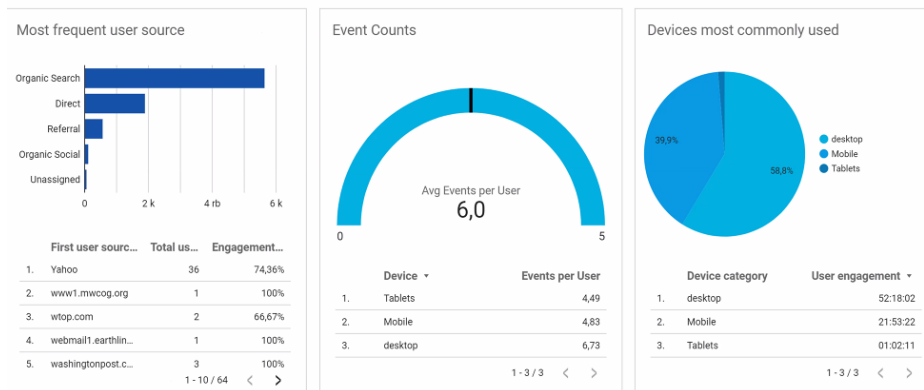 Most frequent user source
Organic Search
Direct
Referral
Organic Social
Unassigned
0 2 k 4 rb 6 k
First user sourc... Total us... Engagement...
1. Yahoo 36 74,36%
2. www1.mwcog.org 1 100%
3. wtop.com 2 66,67%
4. webmail1.earthlin... 1 100%
5. washingtonpost.c... 3 100%
1 - 10 / 64
Event Counts
Avg Events per User
6,0
0 5
Device Events per User
1. Tablets 4,49
2. Mobile 4,83
3. desktop 6,73
1 - 3 / 3
Devices most commonly used
39,9%
58,8%
desktop
Mobile
Tablets
Device category User engagement
1. desktop 52:18:02
2. Mobile 21:53:22
3. Tablets 01:02:11
1 - 3 / 3